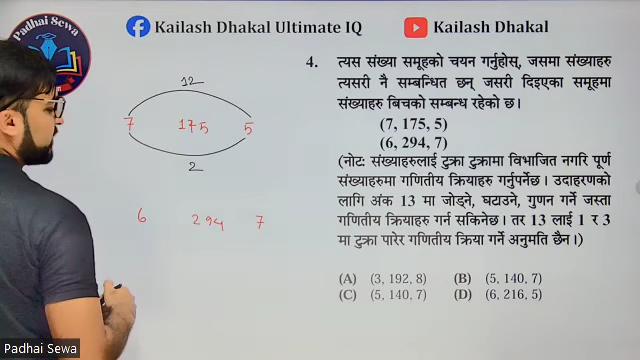 Padhai Sewa
Kailash Dhakal Ultimate IQ
Kailash Dhakal
4. त्यस संख्या समूहको चयन गर्नुहोस्, जसमा संख्याहरु
त्यसरी नै सम्बन्धित छन् जसरी दिइएका समूहमा
संख्याहरु बिचको सम्बन्ध रहेको छ।
(7, 175, 5)
(6, 294, 7)
(नोटः संख्याहरुलाई टुक्रा टुक्रामा विभाजित नगरि पूर्ण
संख्याहरुमा गणितीय क्रियाहरु गर्नुपर्नेछ। उदाहरणको
लागि अंक 13 मा जोड्ने, घटाउने, गुणन गर्ने जस्ता
गणितीय क्रियाहरु गर्न सकिनेछ। तर 13 लाई 1 र 3
मा टुक्रा पारेर गणितीय क्रिया गर्ने अनुमति छैन।)
(A) (3, 192, 8) (B) (5, 140, 7)
(C) (5, 140, 7) (D) (6, 216, 5)
12
7 175 5
2
6 294 7
Padhai Sewa